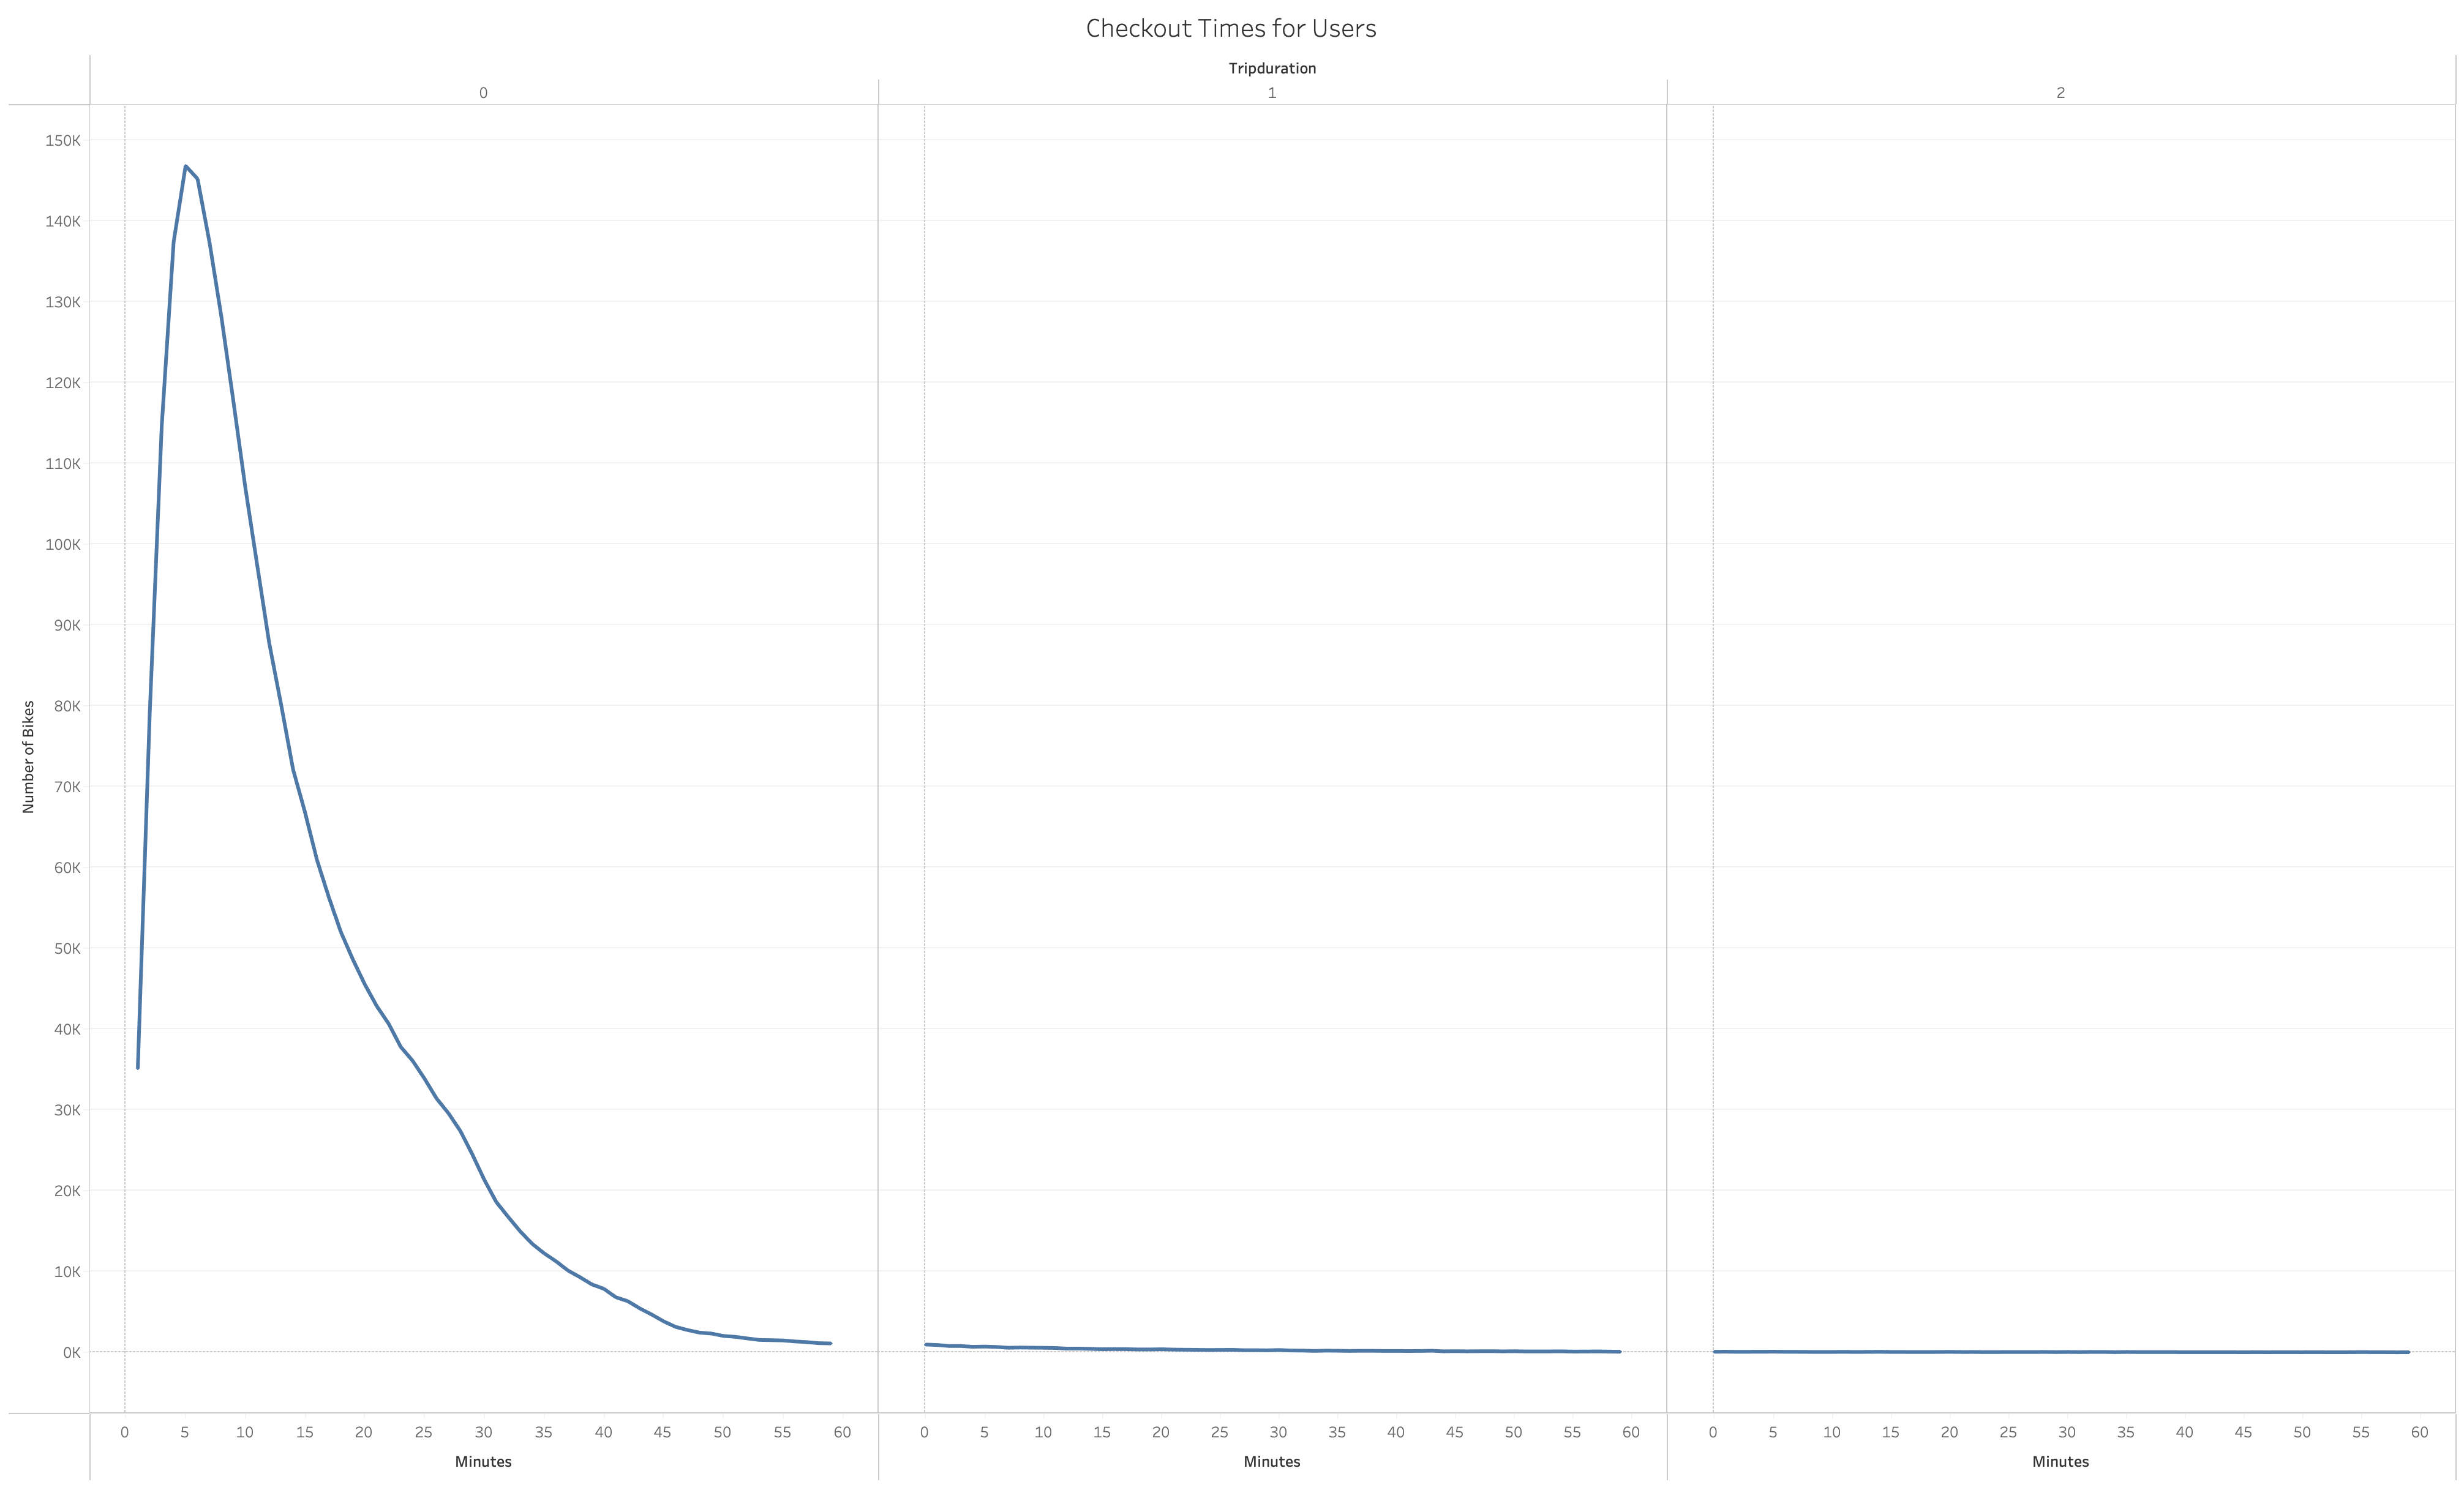 Checkout Times for Users
Tripduration
0 1 2
150K
140K
130K
120K
110K
100K
90K
80K
70K
60K
50K
40K
30K
20K
10K
0K
Number of Bikes
0 5 10 15 20 25 30 35 40 45 50 55 60 0 5 10 15 20 25 30 35 40 45 50 55 60 0 5 10 15 20 25 30 35 40 45 50 55 60
Minutes Minutes Minutes